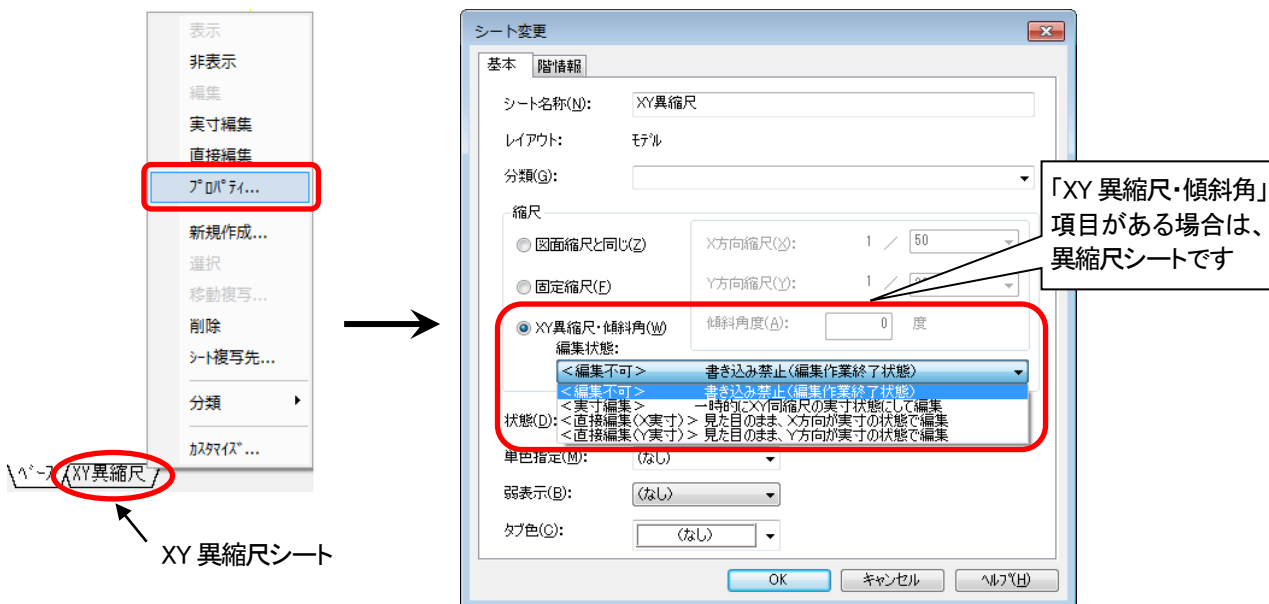 表示
非表示
編集
実寸編集
直接編集
ﾌﾟﾛﾊﾟﾃｨ...
新規作成...
選択
移動複写...
削除
ｼｰﾄ複写先...
分類
ｶｽﾀﾏｲｽﾞ...
ﾍﾞｰｽ
XY異縮尺
XY 異縮尺シート
シート変更
基本
階情報
シート名称(N):
XY異縮尺
レイアウト:
ﾓﾃﾞﾙ
分類(G):
縮尺
図面縮尺と同じ(Z)
X方向縮尺(X):
1 ／ 50
固定縮尺(F)
Y方向縮尺(Y):
1 ／
XY異縮尺・傾斜角(W)
傾斜角度(A):
0 度
編集状態:
<編集不可> 書き込み禁止(編集作業終了状態)
<編集不可> 書き込み禁止(編集作業終了状態)
<実寸編集> 一時的にXY同縮尺の実寸状態にして編集
状態(D):
<直接編集(X実寸)> 見た目のまま、X方向が実寸の状態で編集
<直接編集(Y実寸)> 見た目のまま、Y方向が実寸の状態で編集
単色指定(M):
(なし)
弱表示(B):
(なし)
タブ色(C):
(なし)
OK
キャンセル
ﾍﾙﾌﾟ(H)
「XY 異縮尺・傾斜角」
項目がある場合は、
異縮尺シートです